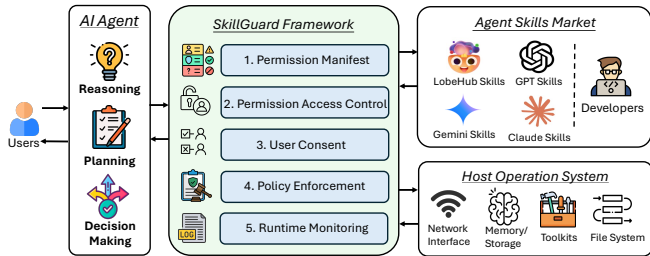 AI Agent
Reasoning
Planning
Decision
Making
Users
SkillGuard Framework
1. Permission Manifest
2. Permission Access Control
3. User Consent
4. Policy Enforcement
5. Runtime Monitoring
LOG
Agent Skills Market
LobeHub Skills
GPT Skills
Gemini Skills
Claude Skills
Developers
Host Operation System
Network
Interface
Memory/
Storage
Toolkits
File System